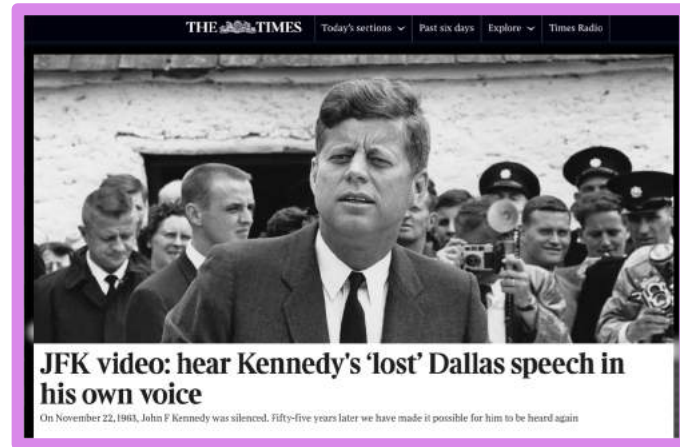 THE TIMES Today's sections Past six days Explore Times Radio
JFK video: hear Kennedy's ‘lost’ Dallas speech in
his own voice
On November 22, 1963, John F Kennedy was silenced. Fifty-five years later we have made it possible for him to be heard again